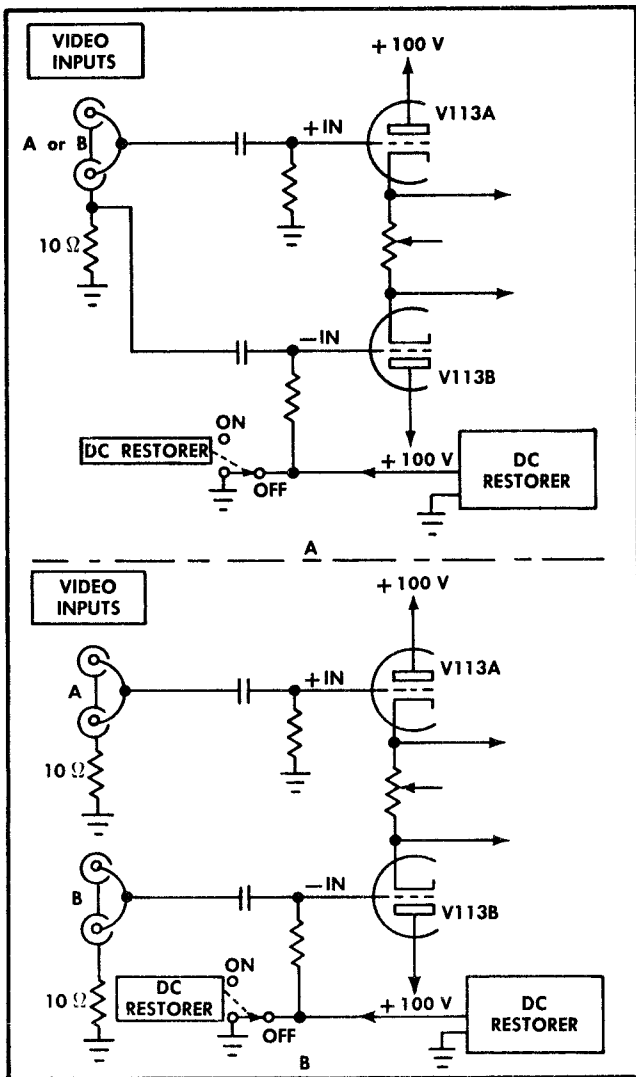 VIDEO
INPUTS
+ 100 V
V113A
A or B
+ IN
10 Ω
− IN
V113B
ON
DC RESTORER
OFF
+ 100 V
DC
RESTORER
A
VIDEO
INPUTS
+ 100 V
V113A
A
+ IN
10 Ω
B
− IN
V113B
ON
DC
RESTORER
10 Ω
OFF
+ 100 V
DC
RESTORER
B